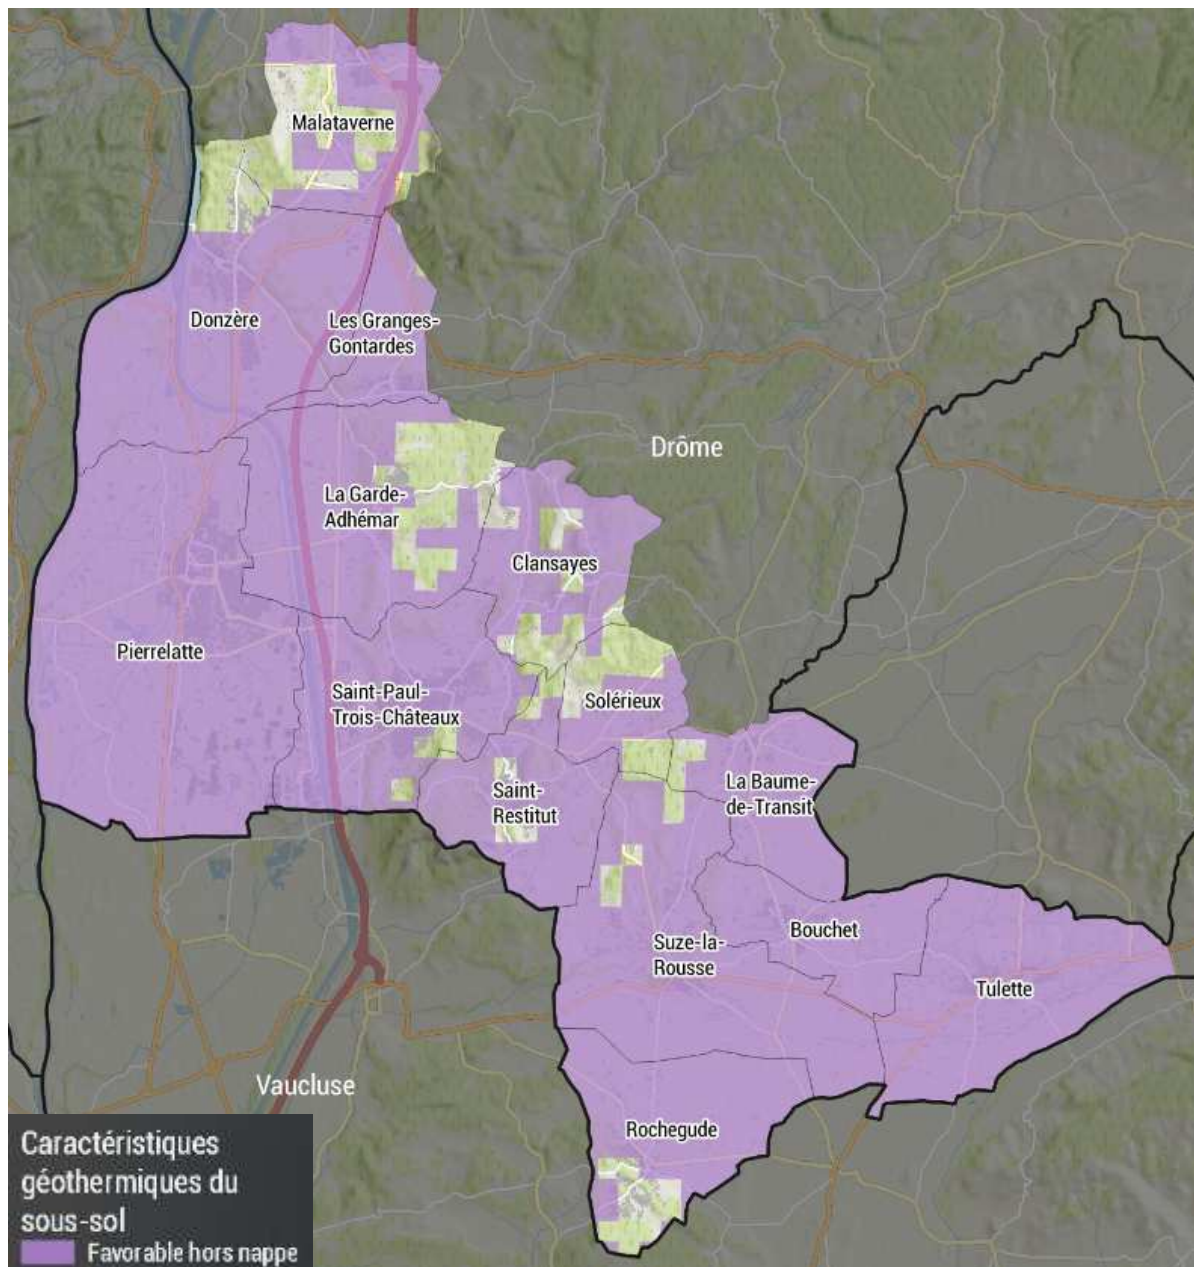 Malataverne
Donzère
Les Granges-
Gontardes
Drôme
La Garde-
Adhémar
Clansayes
Pierrelatte
Saint-Paul-
Trois-Châteaux
Solérieux
Saint-
Restitut
La Baume-
de-Transit
Bouchet
Suze-la-
Rousse
Tulette
Vaucluse
Rochegude
Caractéristiques
géothermiques du
sous-sol
Favorable hors nappe